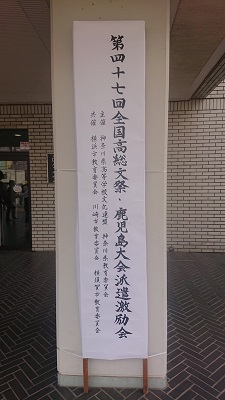 第四十七回全国高総文祭・鹿児島大会派遣激励会
主催 神奈川県高等学校文化連盟 神奈川県教育委員会
共催 横浜市教育委員会 川崎市教育委員会 横須賀市教育委員会